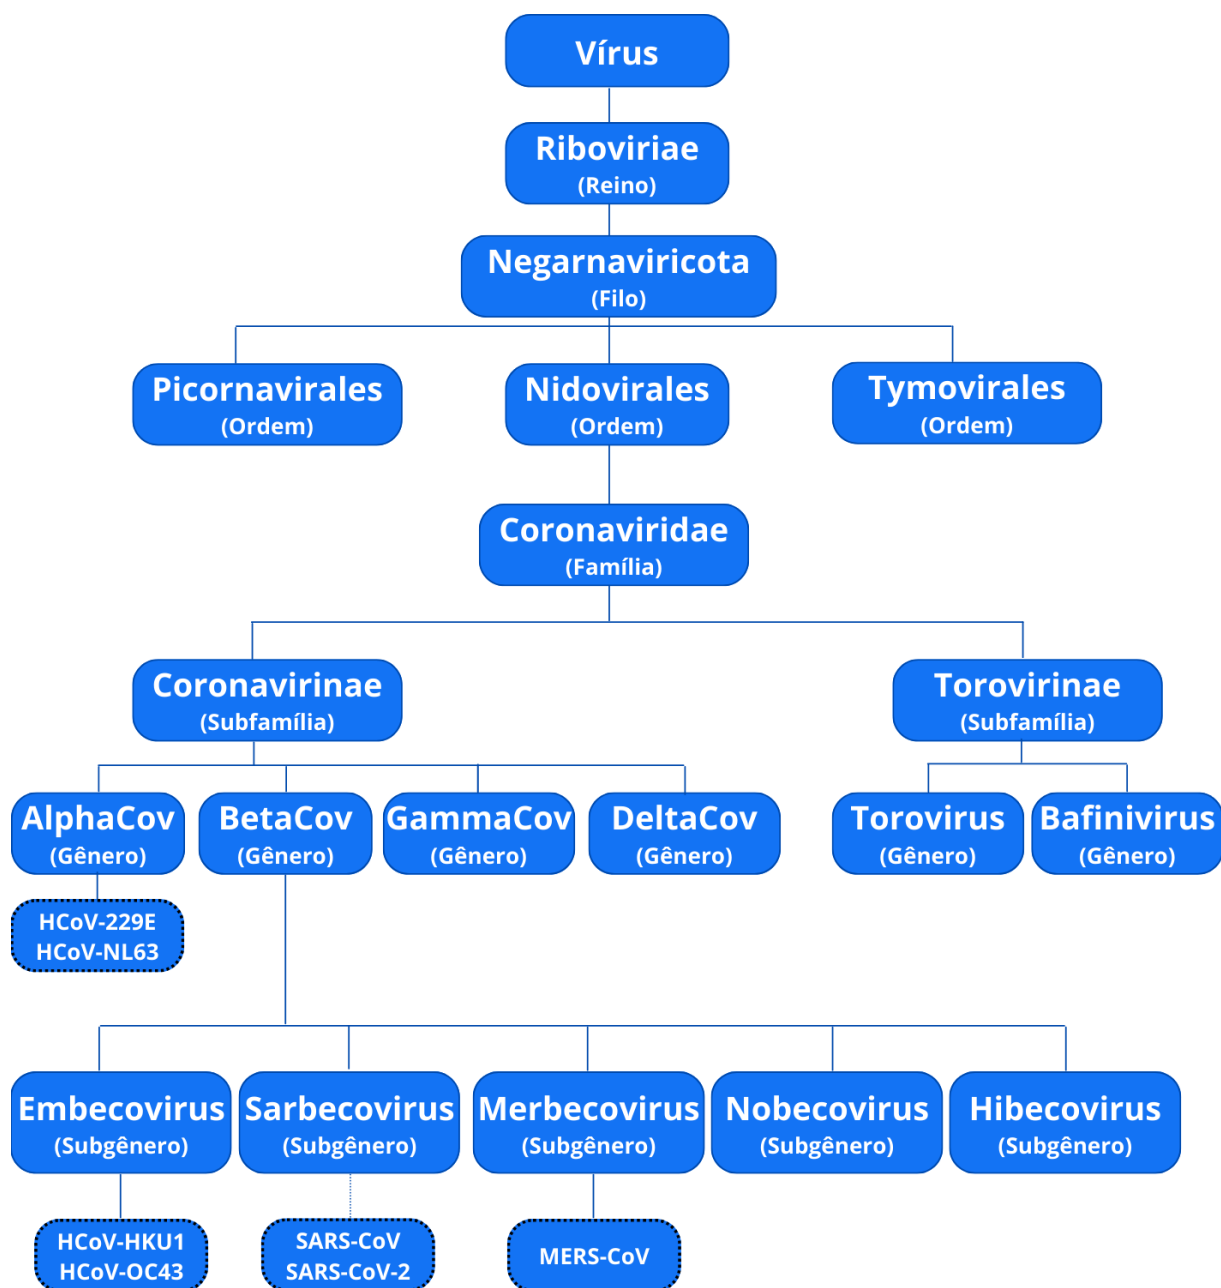 Vírus
Riboviriae
(Reino)
Negarnaviricota
(Filo)
Picornavirales
(Ordem)
Nidovirales
(Ordem)
Tymovirales
(Ordem)
Coronaviridae
(Família)
Coronavirinae
(Subfamília)
Torovirinae
(Subfamília)
AlphaCov
(Gênero)
BetaCov
(Gênero)
GammaCov
(Gênero)
DeltaCov
(Gênero)
Torovirus
(Gênero)
Bafinivirus
(Gênero)
HCoV-229E
HCoV-NL63
Embecovirus
(Subgênero)
Sarbecovirus
(Subgênero)
Merbecovirus
(Subgênero)
Nobecovirus
(Subgênero)
Hibecovirus
(Subgênero)
HCoV-HKU1
HCoV-OC43
SARS-CoV
SARS-CoV-2
MERS-CoV